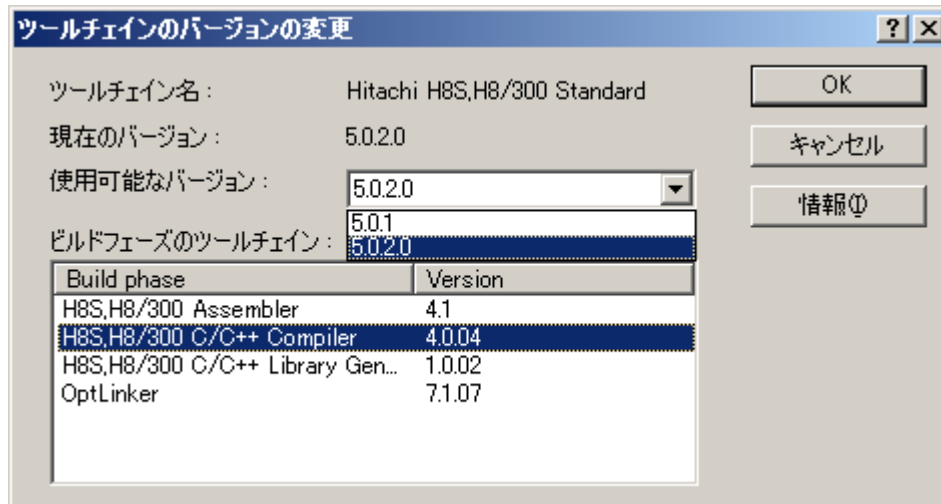 ツールチェインのバージョンの変更
ツールチェイン名： Hitachi H8S,H8/300 Standard
OK
現在のバージョン： 5.0.2.0
キャンセル
使用可能なバージョン： 5.0.2.0
情報(I)
5.0.1
ビルドフェーズのツールチェイン： 5.0.2.0
Build phase Version
H8S,H8/300 Assembler 4.1
H8S,H8/300 C/C++ Compiler 4.0.04
H8S,H8/300 C/C++ Library Gen... 1.0.02
OptLinker 7.1.07